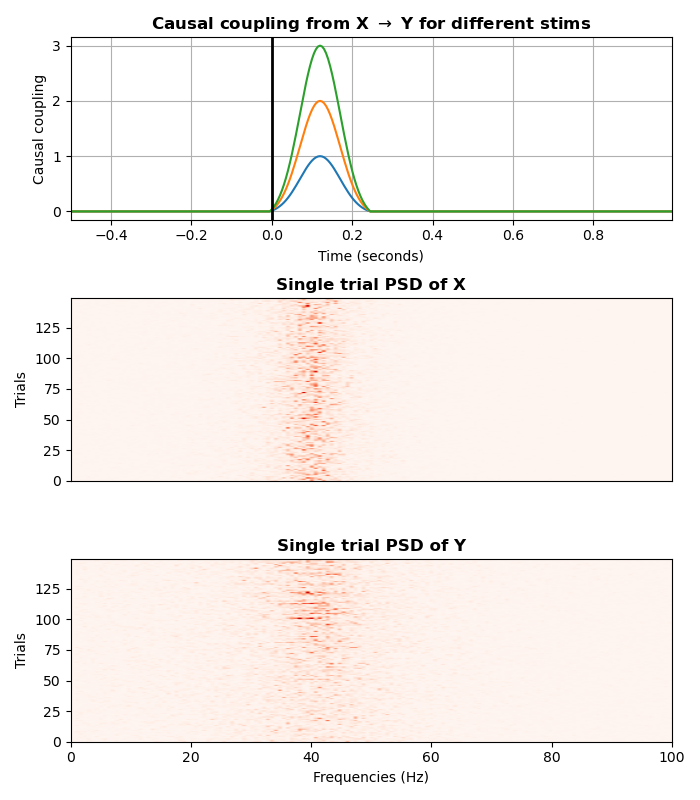 Causal coupling from X → Y for different stims
Causal coupling
3
2
1
0
−0.4 −0.2 0.0 0.2 0.4 0.6 0.8
Time (seconds)
Single trial PSD of X
Trials
125
100
75
50
25
0
Single trial PSD of Y
Trials
125
100
75
50
25
0
0 20 40 60 80 100
Frequencies (Hz)